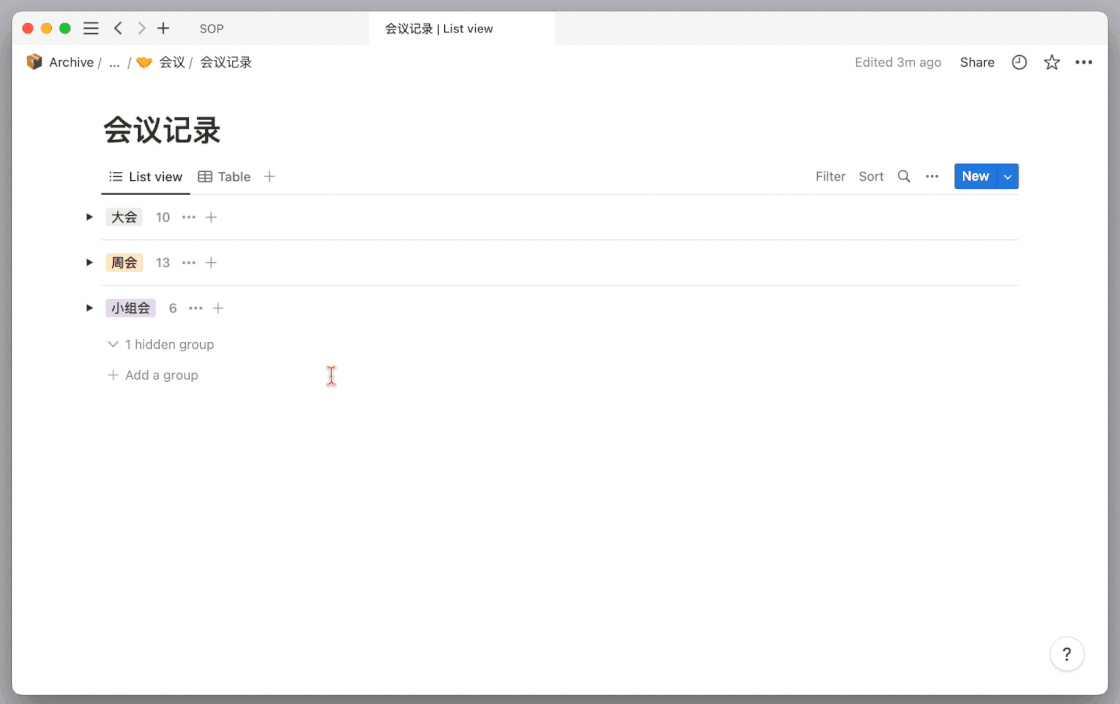 SOP
会议记录 | List view
Archive / ... / 会议 / 会议记录
Edited 3m ago
Share
会议记录
List view
Table
Filter
Sort
New
大会 10
周会 13
小组会 6
1 hidden group
Add a group
?